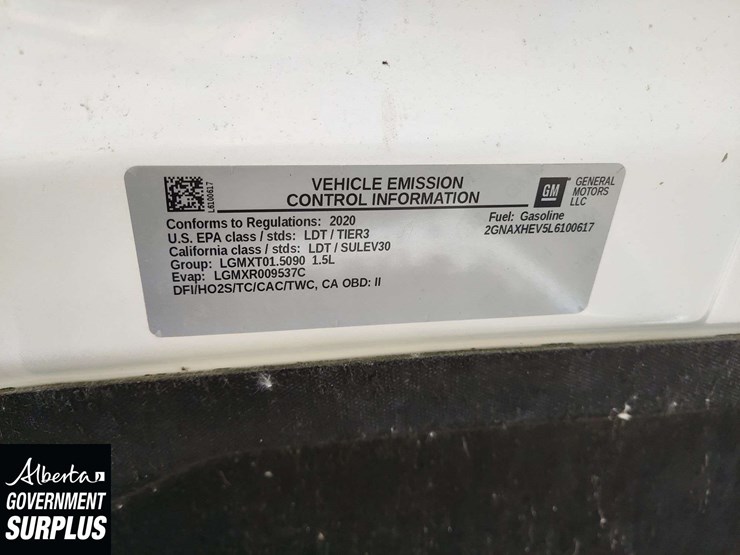 L6100617
VEHICLE EMISSION
CONTROL INFORMATION
GM
GENERAL
MOTORS
LLC
Conforms to Regulations: 2020
Fuel: Gasoline
U.S. EPA class / stds: LDT / TIER3
2GNAXHEV5L6100617
California class / stds: LDT / SULEV30
Group: LGMXT01.5090 1.5L
Evap: LGMXR009537C
DFI/HO2S/TC/CAC/TWC, CA OBD: II
Alberta
GOVERNMENT
SURPLUS